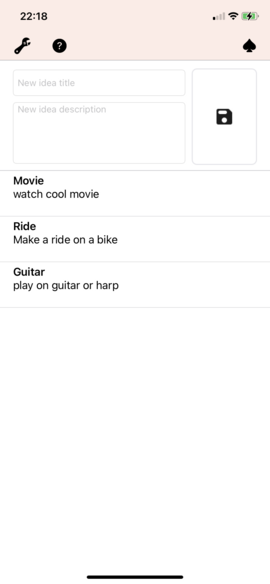 22:18
New idea title
New idea description
Movie
watch cool movie
Ride
Make a ride on a bike
Guitar
play on guitar or harp